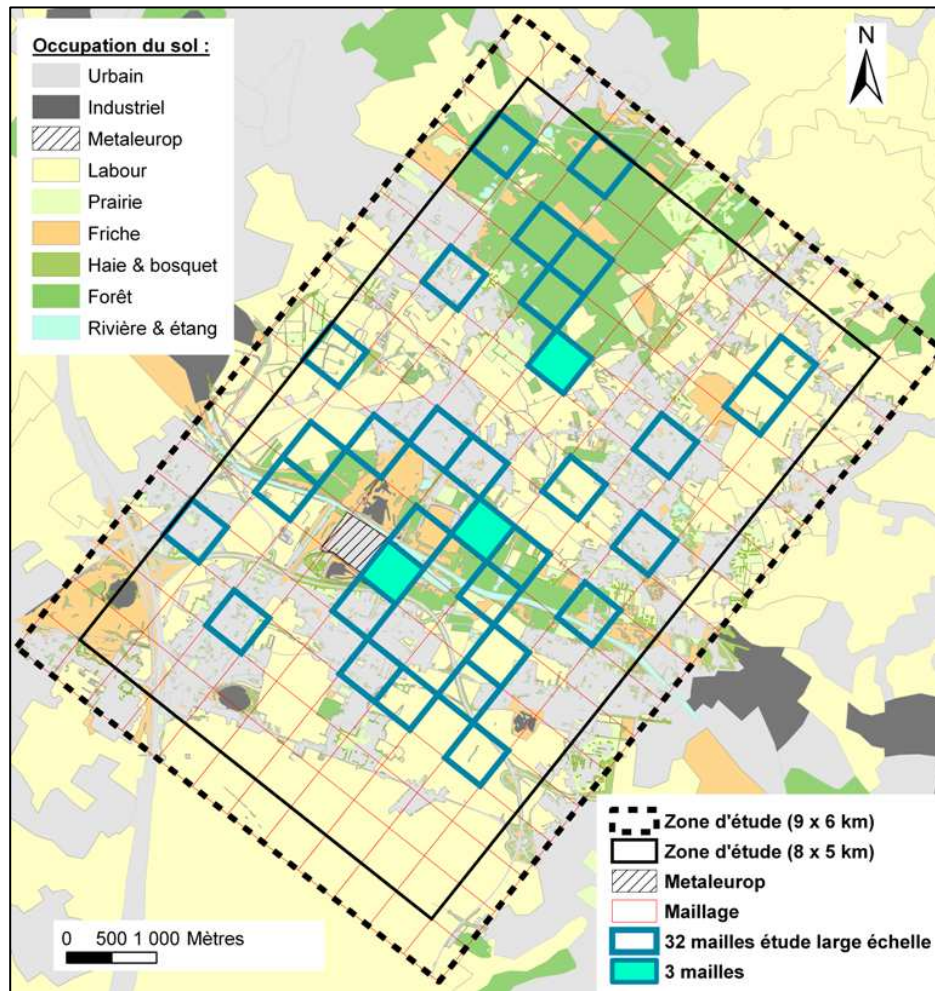 Occupation du sol :
Urbain
Industriel
Metaleurop
Labour
Prairie
Friche
Haie & bosquet
Forêt
Rivière & étang
N
Zone d'étude (9 x 6 km)
Zone d'étude (8 x 5 km)
Metaleurop
Maillage
32 mailles étude large échelle
3 mailles
0 500 1 000 Mètres